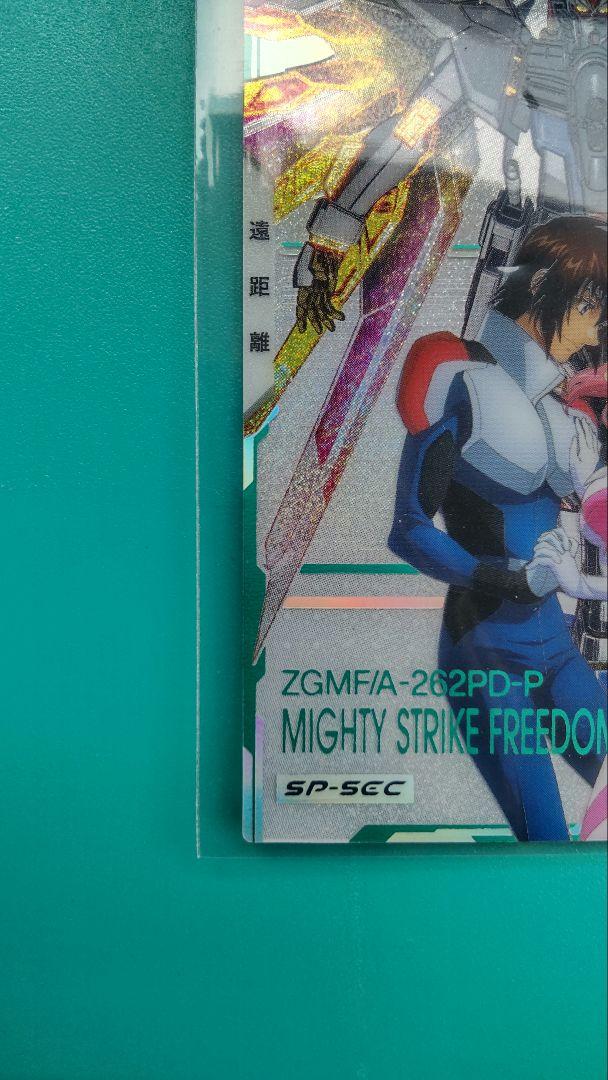 遠距離
ZGMF/A-262PD-P
MIGHTY STRIKE FREEDOM
SP-SEC